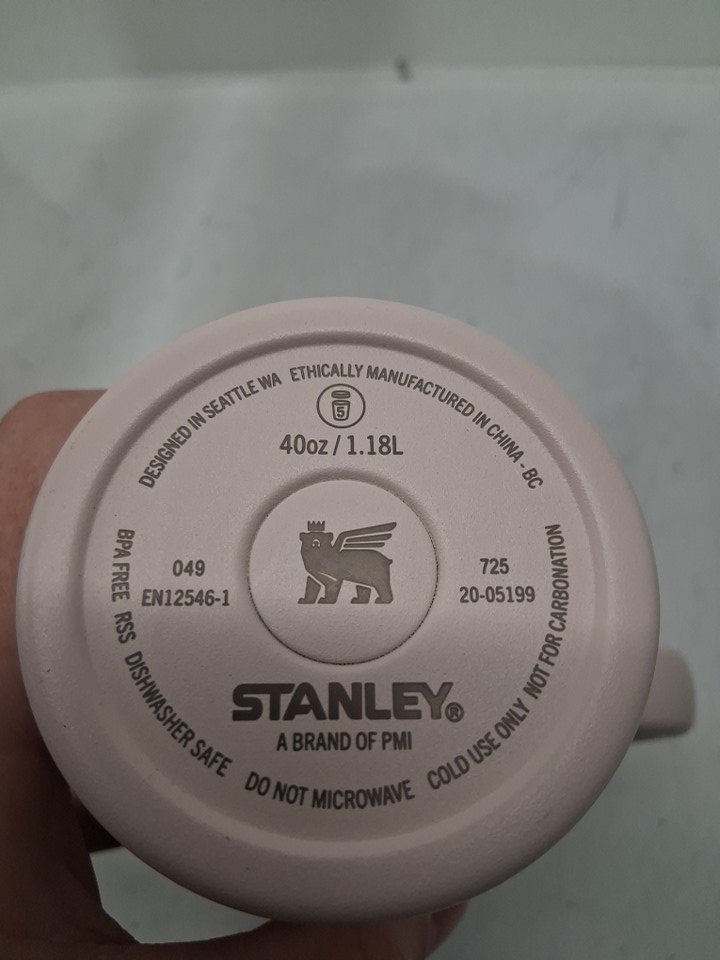 DESIGNED IN SEATTLE WA ETHICALLY MANUFACTURED IN CHINA - BC
5
40oz / 1.18L
049
EN12546-1
725
20-05199
STANLEY®
A BRAND OF PMI
BPA FREE RSS DISHWASHER SAFE DO NOT MICROWAVE COLD USE ONLY NOT FOR CARBONATION